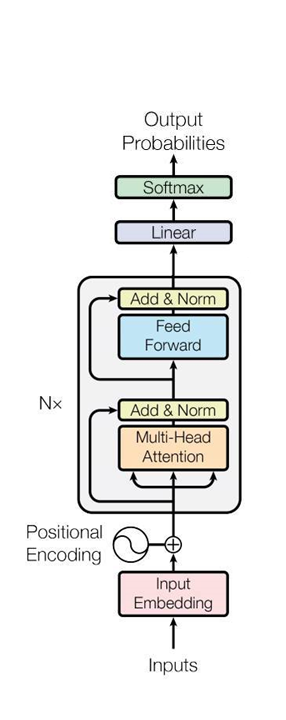 Output
Probabilities
Softmax
Linear
Add & Norm
Feed
Forward
Nx
Add & Norm
Multi-Head
Attention
Positional
Encoding
Input
Embedding
Inputs